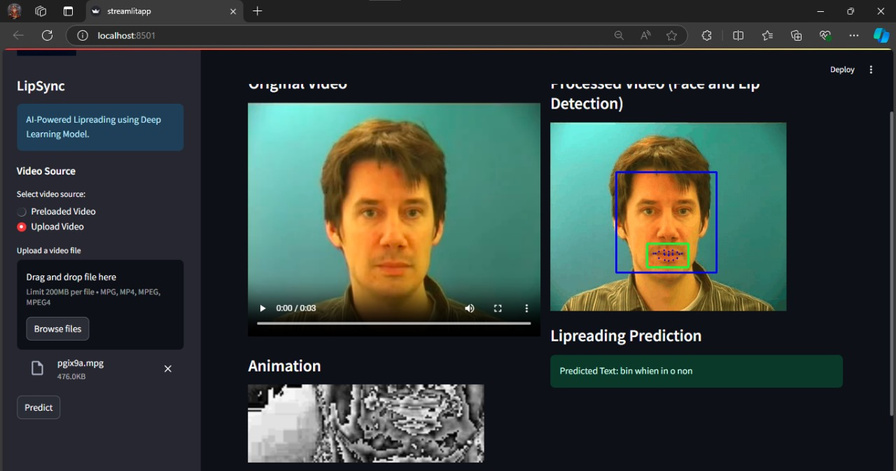 streamlitapp
localhost:8501
Deploy
LipSync
AI-Powered Lipreading using Deep
Learning Model.
Video Source
Select video source:
Preloaded Video
Upload Video
Upload a video file
Drag and drop file here
Limit 200MB per file • MPG, MP4, MPEG,
MPEG4
Browse files
pgix9a.mpg
476.0KB
Predict
Original Video
0:00 / 0:03
Animation
Processed Video (Face and Lip
Detection)
Lipreading Prediction
Predicted Text: bin whien in o non